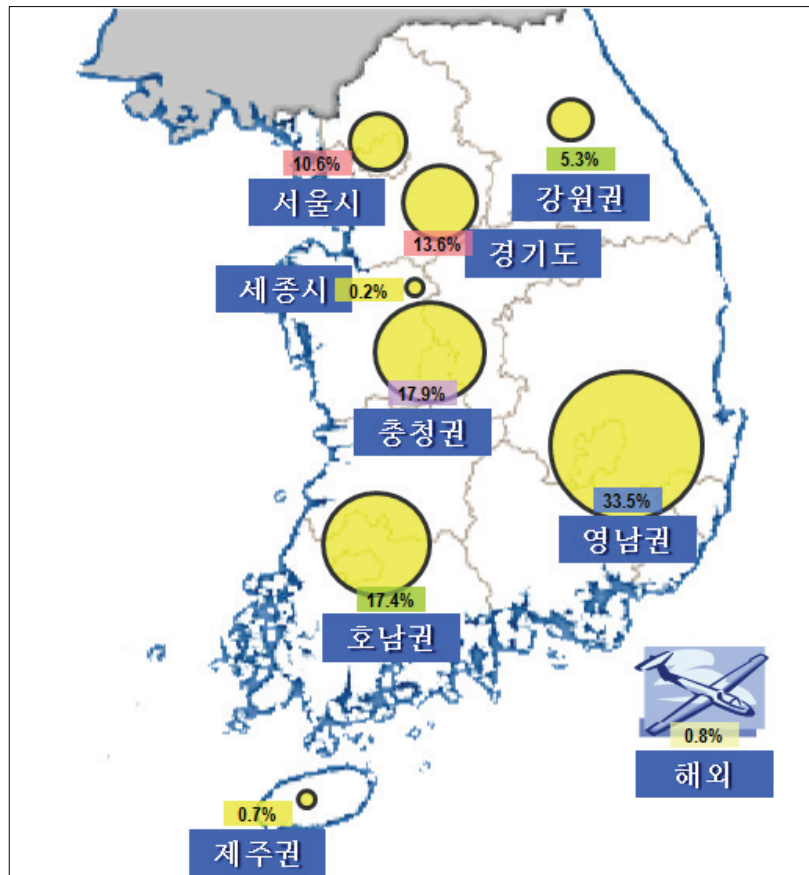 10.6%
서울시
5.3%
강원권
13.6%
경기도
세종시
0.2%
17.9%
충청권
33.5%
영남권
17.4%
호남권
0.8%
해외
0.7%
제주권